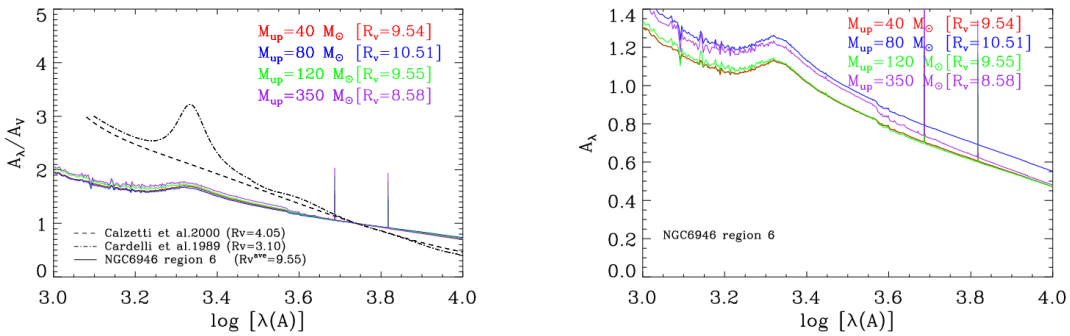 5
4
3
2
1
0
A_λ/A_V
M_up=40 M_⊙ [R_v=9.54]
M_up=80 M_⊙ [R_v=10.51]
M_up=120 M_⊙[R_v=9.55]
M_up=350 M_⊙[R_v=8.58]
Calzetti et al.2000 (Rv=4.05)
Cardelli et al.1989 (Rv=3.10)
NGC6946 region 6 (Rv^ave=9.55)
3.0 3.2 3.4 3.6 3.8 4.0
log [λ(A)]
1.4
1.2
1.0
0.8
0.6
0.4
0.2
0.0
A_λ
M_up=40 M_⊙ [R_v=9.54]
M_up=80 M_⊙ [R_v=10.51]
M_up=120 M_⊙[R_v=9.55]
M_up=350 M_⊙[R_v=8.58]
NGC6946 region 6
3.0 3.2 3.4 3.6 3.8 4.0
log [λ(A)]